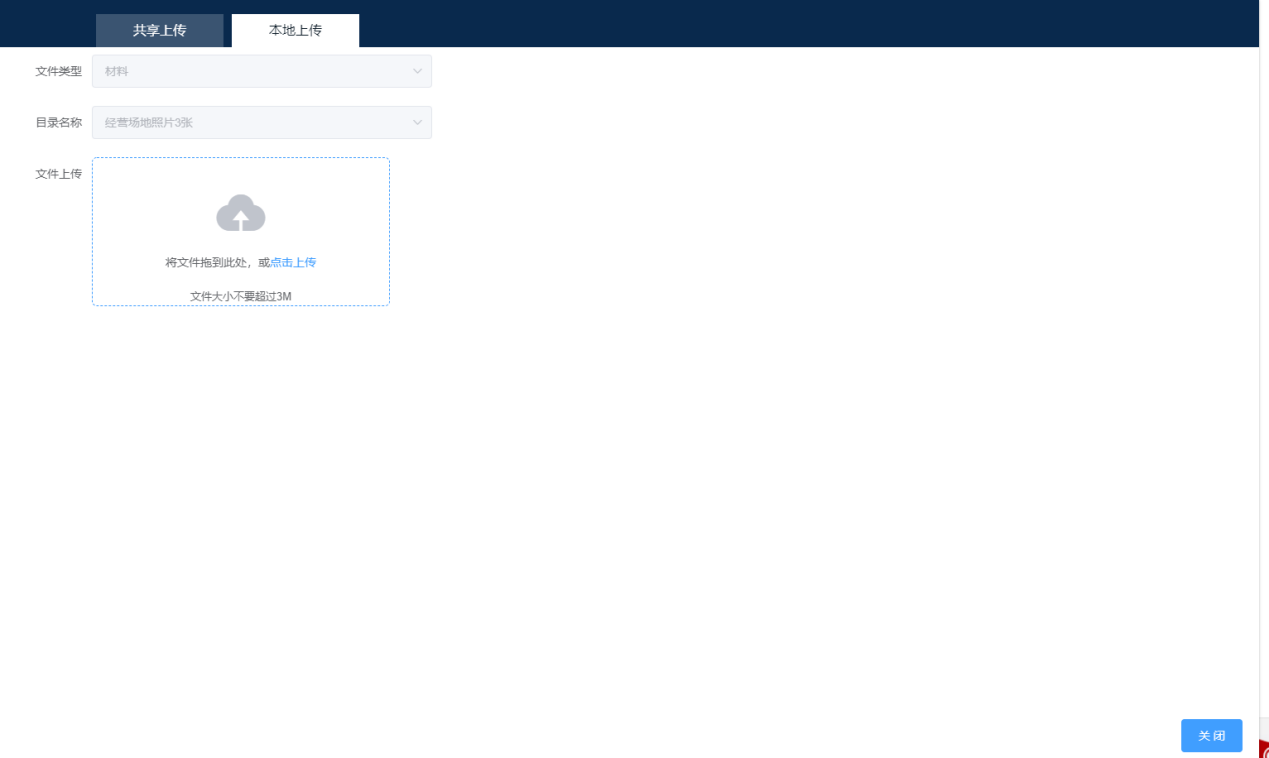 共享上传 本地上传
文件类型 材料
目录名称 经营场地照片3张
文件上传
将文件拖到此处，或点击上传
文件大小不要超过3M
关闭